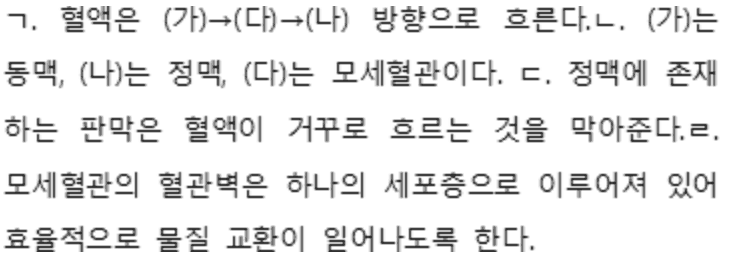 ㄱ. 혈액은 (가)→(다)→(나) 방향으로 흐른다.ㄴ. (가)는
동맥, (나)는 정맥, (다)는 모세혈관이다. ㄷ. 정맥에 존재
하는 판막은 혈액이 거꾸로 흐르는 것을 막아준다.ㄹ.
모세혈관의 혈관벽은 하나의 세포층으로 이루어져 있어
효율적으로 물질 교환이 일어나도록 한다.